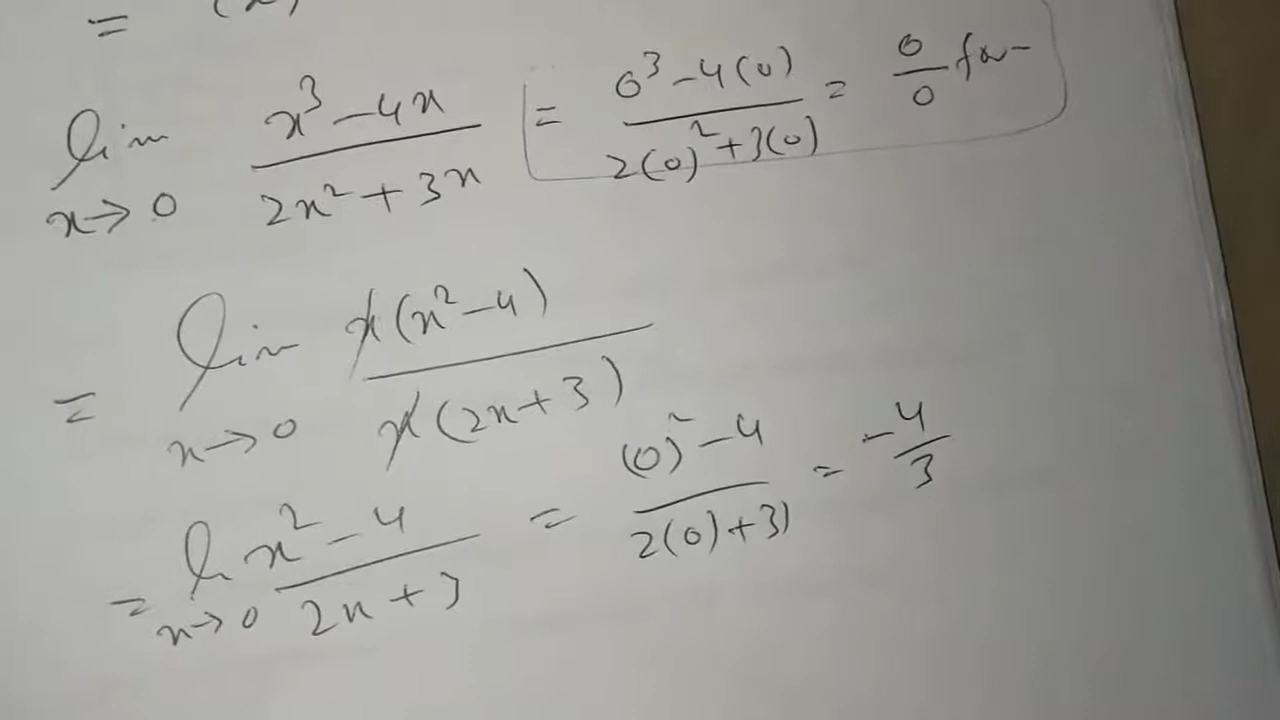 = (x)
lim x→0 (x³ - 4x)/(2x² + 3x) = (0³ - 4(0))/(2(0)² + 3(0)) = 0/0 for
= lim x→0 x(x² - 4)/x(2x + 3)
= li x→0 (x² - 4)/(2x + 3) = ((0)² - 4)/(2(0) + 3) = -4/3